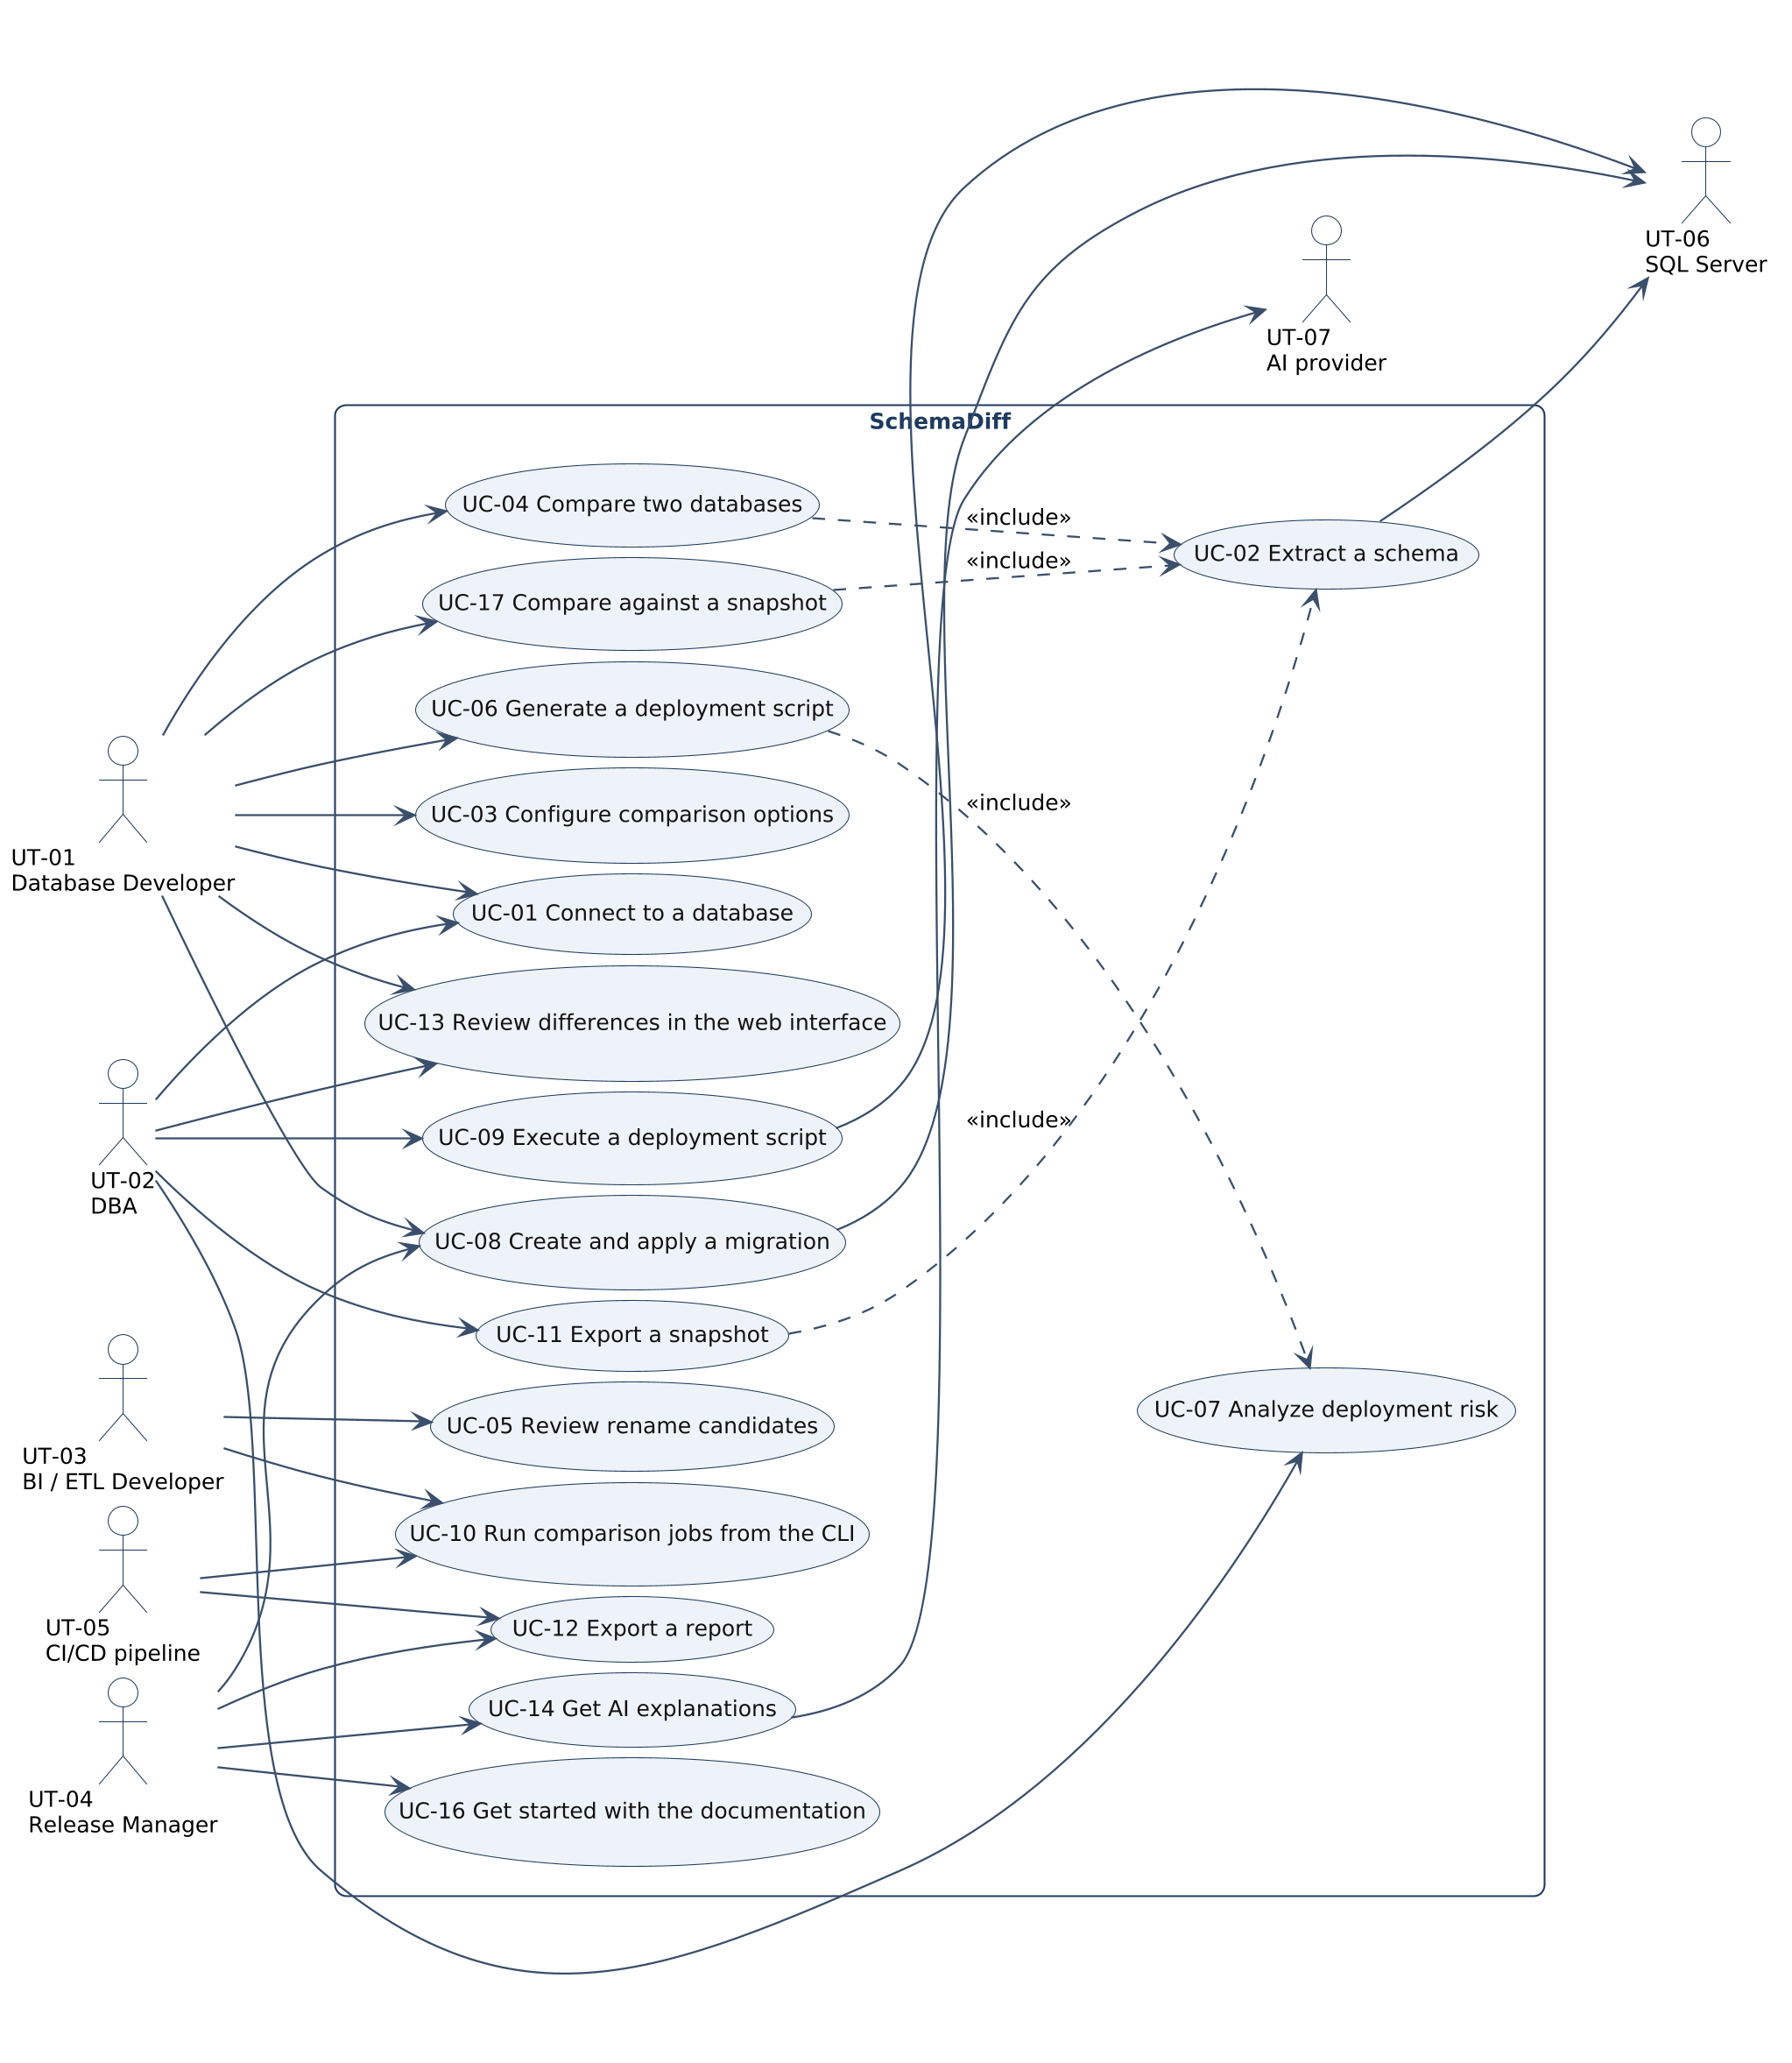 UT-06
SQL Server
UT-07
AI provider
SchemaDiff
UC-04 Compare two databases
«include»
UC-02 Extract a schema
«include»
UC-17 Compare against a snapshot
UC-06 Generate a deployment script
«include»
UC-03 Configure comparison options
UT-01
Database Developer
UC-01 Connect to a database
UC-13 Review differences in the web interface
«include»
UC-09 Execute a deployment script
UT-02
DBA
UC-08 Create and apply a migration
UC-11 Export a snapshot
UC-07 Analyze deployment risk
UC-05 Review rename candidates
UT-03
BI / ETL Developer
UC-10 Run comparison jobs from the CLI
UT-05
CI/CD pipeline
UC-12 Export a report
UC-14 Get AI explanations
UT-04
Release Manager
UC-16 Get started with the documentation